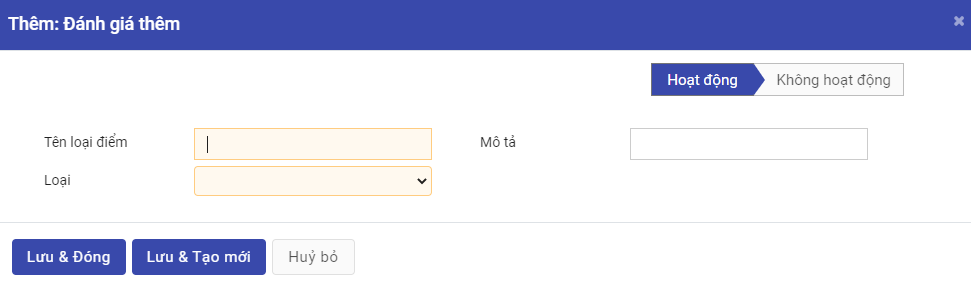 Thêm: Đánh giá thêm
Hoạt động Không hoạt động
Tên loại điểm Mô tả
Loại
Lưu & Đóng Lưu & Tạo mới Huỷ bỏ